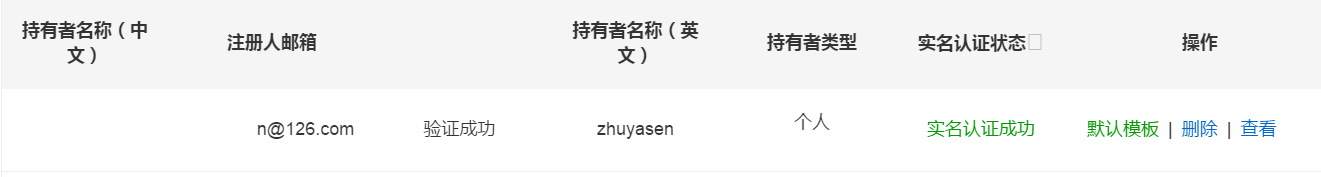 持有者名称（中
文）
注册人邮箱
持有者名称（英
文）
持有者类型
实名认证状态
操作
n@126.com
验证成功
zhuyasen
个人
实名认证成功
默认模板 | 删除 | 查看